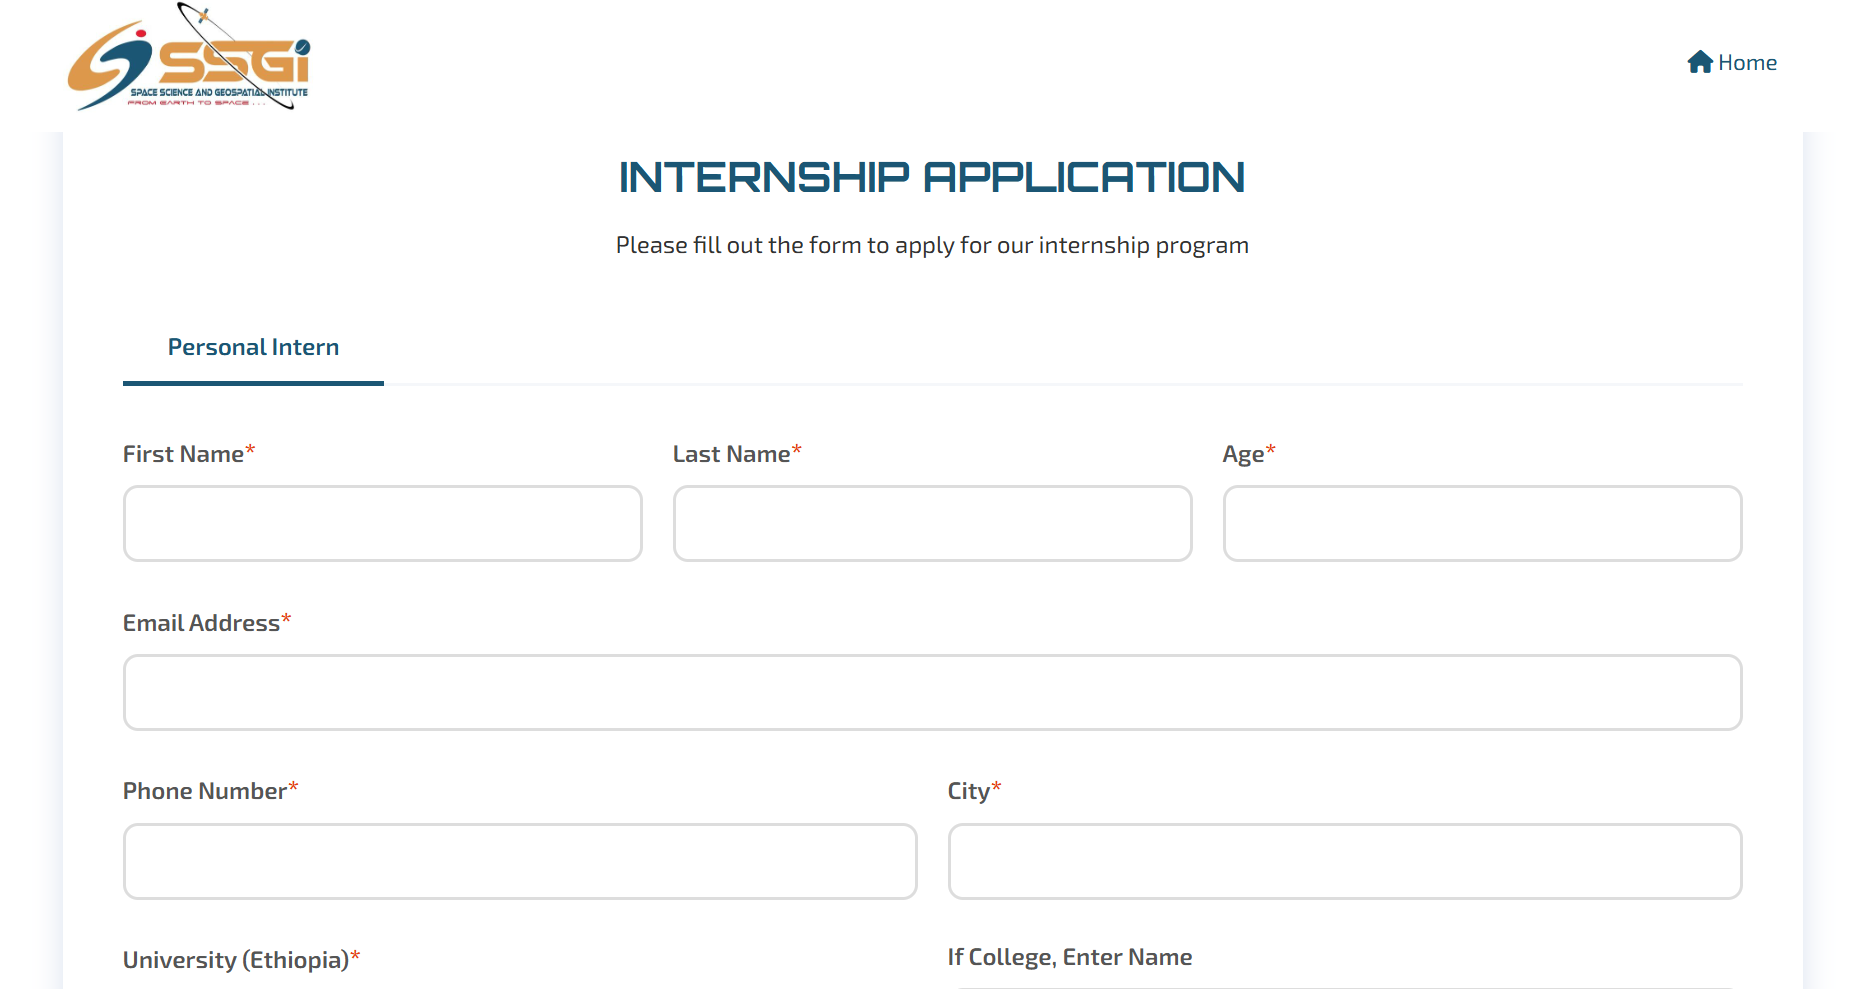 SSGi
SPACE SCIENCE AND GEOSPATIAL INSTITUTE
FROM EARTH TO SPACE . . .
Home
INTERNSHIP APPLICATION
Please fill out the form to apply for our internship program
Personal Intern
First Name*
Last Name*
Age*
Email Address*
Phone Number*
City*
University (Ethiopia)*
If College, Enter Name